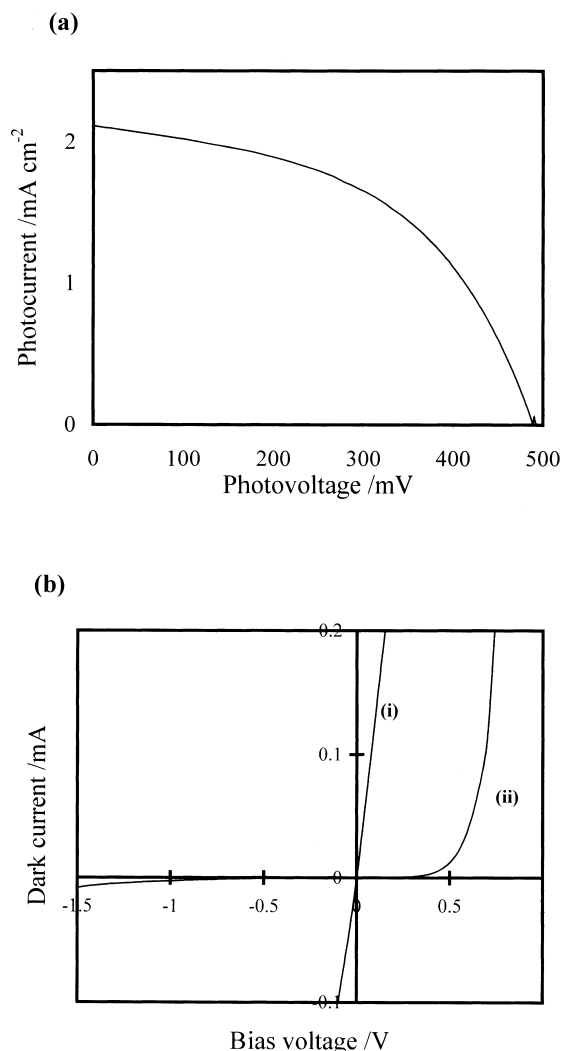 (a)
Photocurrent /mA cm-2
2
1
0
0 100 200 300 400 500
Photovoltage /mV
(b)
Dark current /mA
0.2
(i)
0.1
(ii)
0
-1.5 -1 -0.5 0 0.5
-0.1
Bias voltage /V